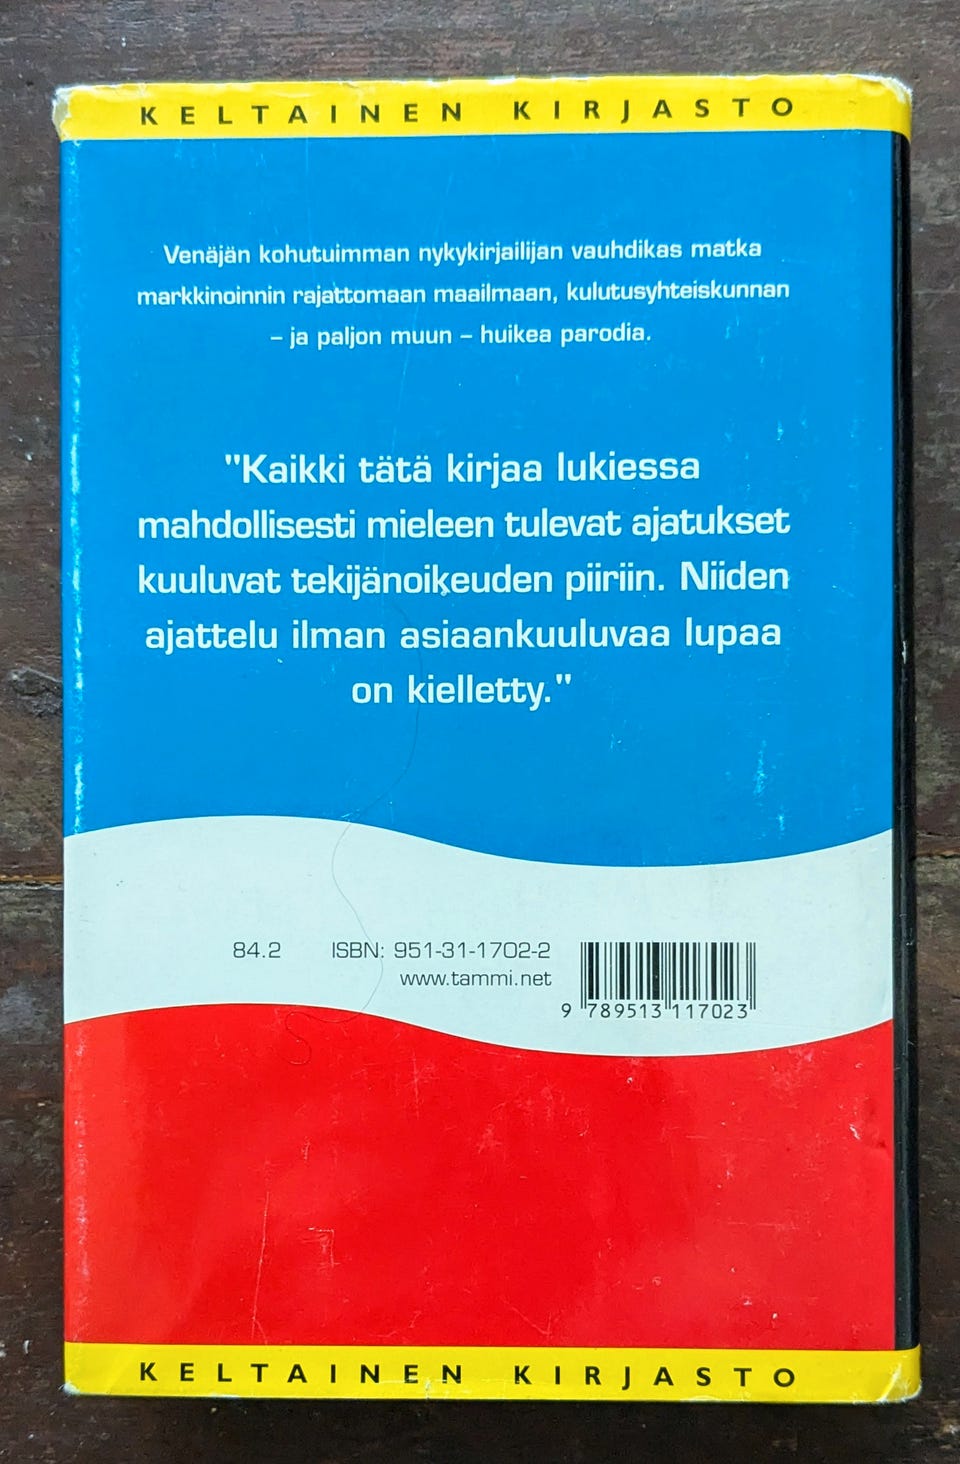 KELTAINEN KIRJASTO
Venäjän kohutuimman nykykirjailijan vauhdikas matka
markkinoinnin rajattomaan maailmaan, kulutusyhteiskunnan
– ja paljon muun – huikea parodia.
"Kaikki tätä kirjaa lukiessa
mahdollisesti mieleen tulevat ajatukset
kuuluvat tekijänoikeuden piiriin. Niiden
ajattelu ilman asiaankuuluvaa lupaa
on kielletty."
84.2 ISBN: 951-31-1702-2
www.tammi.net
9 789513 117023
KELTAINEN KIRJASTO